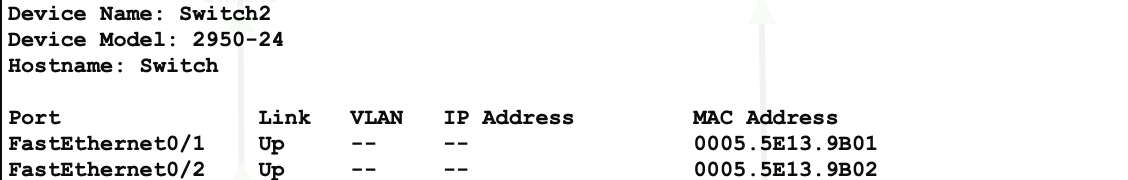 Device Name: Switch2
Device Model: 2950-24
Hostname: Switch
Port Link VLAN IP Address MAC Address
FastEthernet0/1 Up -- -- 0005.5E13.9B01
FastEthernet0/2 Up -- -- 0005.5E13.9B02